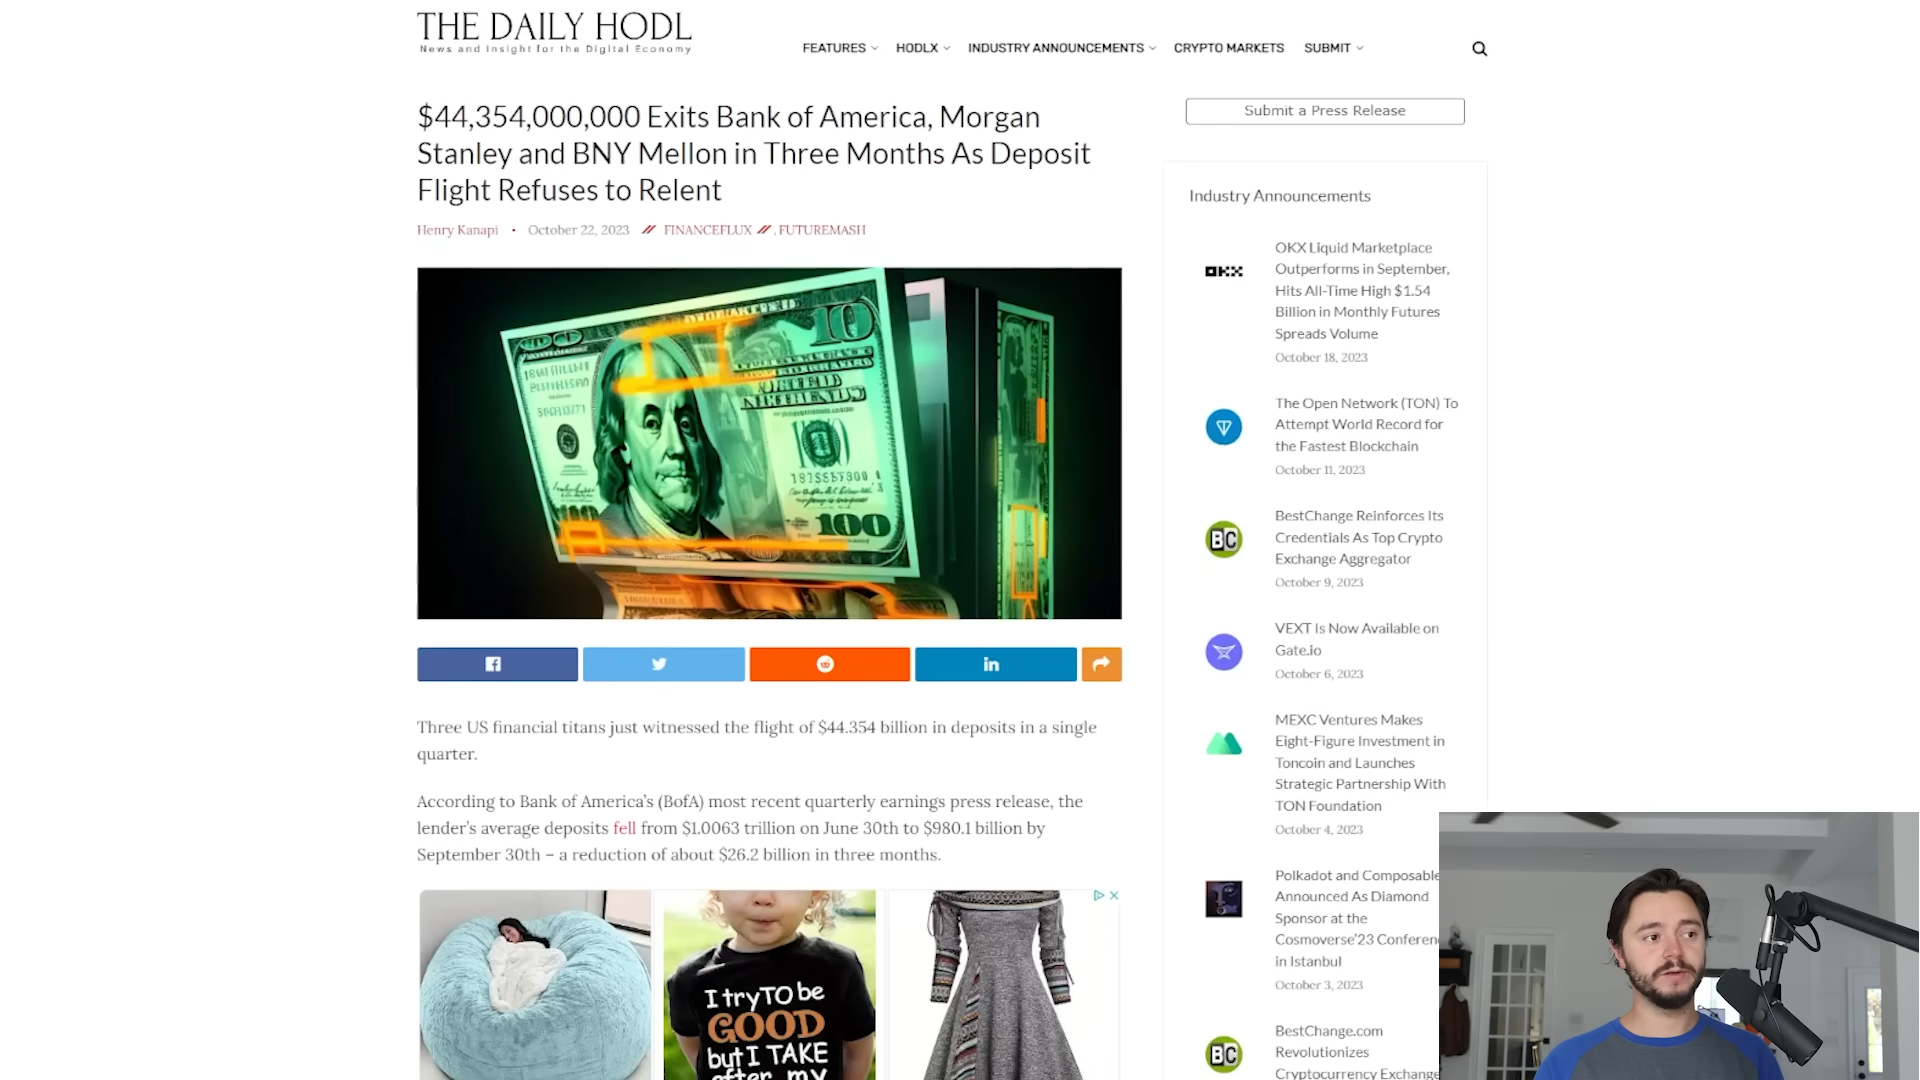 THE DAILY HODL
News and Insight for the Digital Economy
FEATURES HODLX INDUSTRY ANNOUNCEMENTS CRYPTO MARKETS SUBMIT
$44,354,000,000 Exits Bank of America, Morgan
Stanley and BNY Mellon in Three Months As Deposit
Flight Refuses to Relent
Henry Kanapi • October 22, 2023 // FINANCEFLUX // , FUTUREMASH
10
100
100
Three US financial titans just witnessed the flight of $44.354 billion in deposits in a single
quarter.
According to Bank of America's (BofA) most recent quarterly earnings press release, the
lender's average deposits fell from $1.0063 trillion on June 30th to $980.1 billion by
September 30th – a reduction of about $26.2 billion in three months.
I try TO be
GOOD
but I TAKE
after my
Submit a Press Release
Industry Announcements
OKX
OKX Liquid Marketplace
Outperforms in September,
Hits All-Time High $1.54
Billion in Monthly Futures
Spreads Volume
October 18, 2023
The Open Network (TON) To
Attempt World Record for
the Fastest Blockchain
October 11, 2023
BC
BestChange Reinforces Its
Credentials As Top Crypto
Exchange Aggregator
October 9, 2023
VEXT Is Now Available on
Gate.io
October 6, 2023
MEXC Ventures Makes
Eight-Figure Investment in
Toncoin and Launches
Strategic Partnership With
TON Foundation
October 4, 2023
Polkadot and Composable
Announced As Diamond
Sponsor at the
Cosmoverse'23 Conferen
in Istanbul
October 3, 2023
BC
BestChange.com
Revolutionizes
Cryptocurrency Exchange